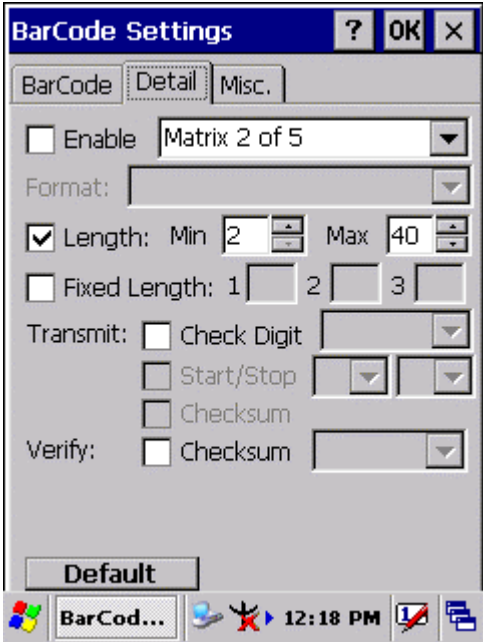 BarCode Settings ? OK ×
BarCode Detail Misc.
Enable Matrix 2 of 5
Format:
Length: Min 2 Max 40
Fixed Length: 1 2 3
Transmit: Check Digit
Start/Stop
Checksum
Verify: Checksum
Default
BarCod... 12:18 PM